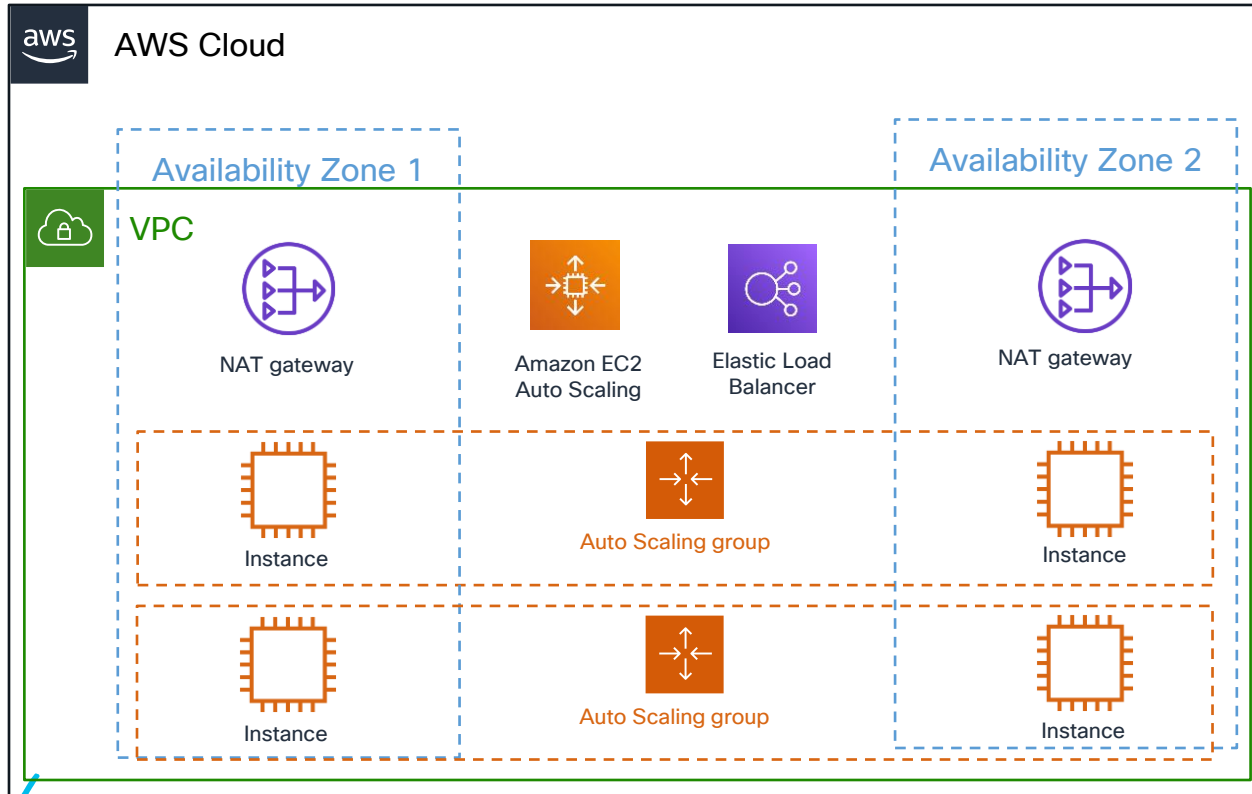 aws
AWS Cloud
Availability Zone 1
Availability Zone 2
VPC
NAT gateway
Amazon EC2
Auto Scaling
Elastic Load
Balancer
NAT gateway
Instance
Auto Scaling group
Instance
Instance
Auto Scaling group
Instance